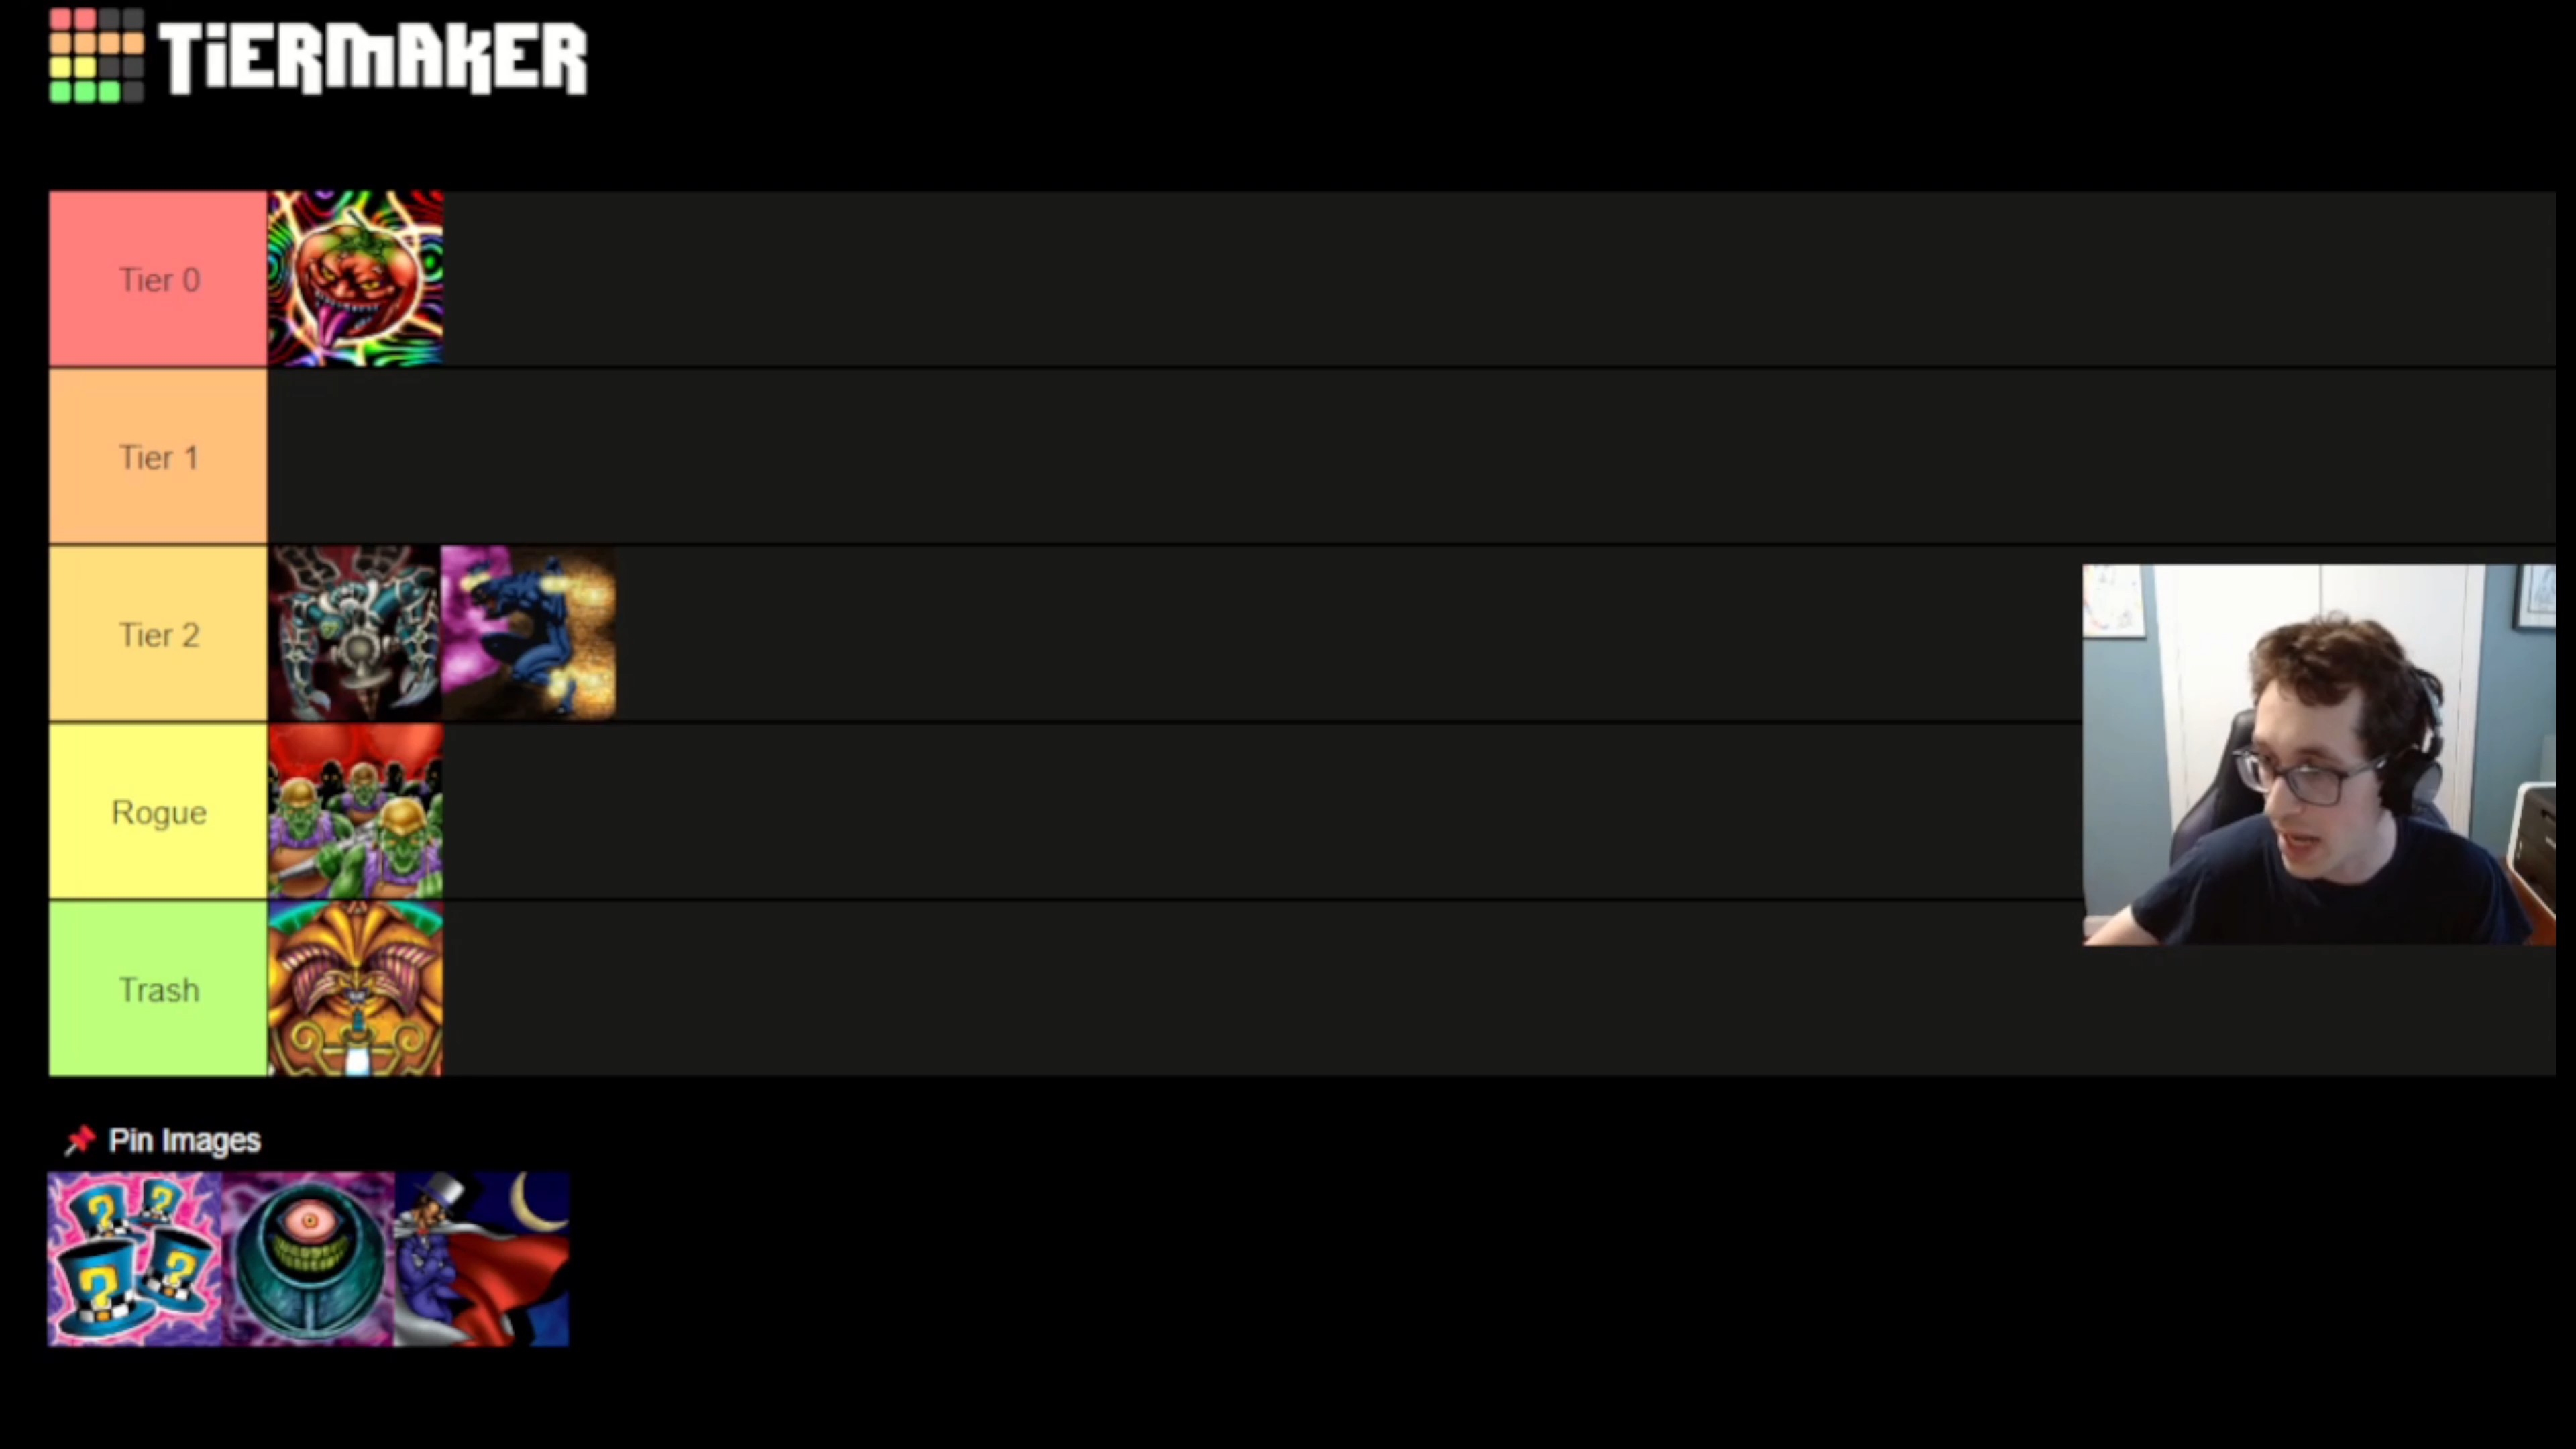 TiERMAKER
Tier 0
Tier 1
Tier 2
Rogue
Trash
Pin Images
? ?
? ?